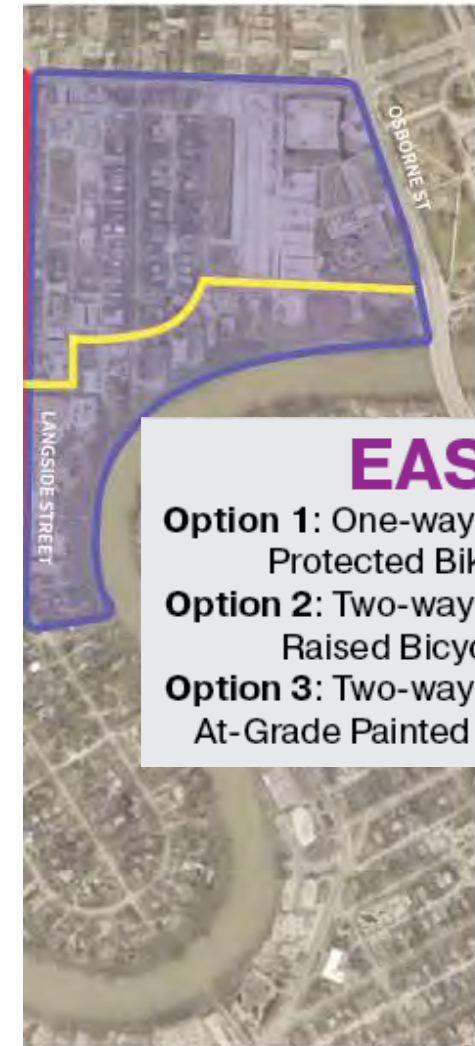 OSBORNE ST
LANGSIDE STREET
EAS
Option 1: One-way
Protected Bik
Option 2: Two-way
Raised Bicyc
Option 3: Two-way
At-Grade Painted